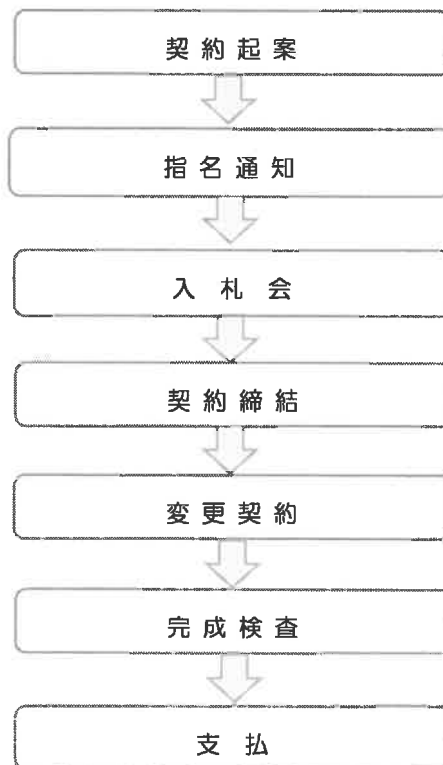 契約起案
指名通知
入札会
契約締結
変更契約
完成検査
支払